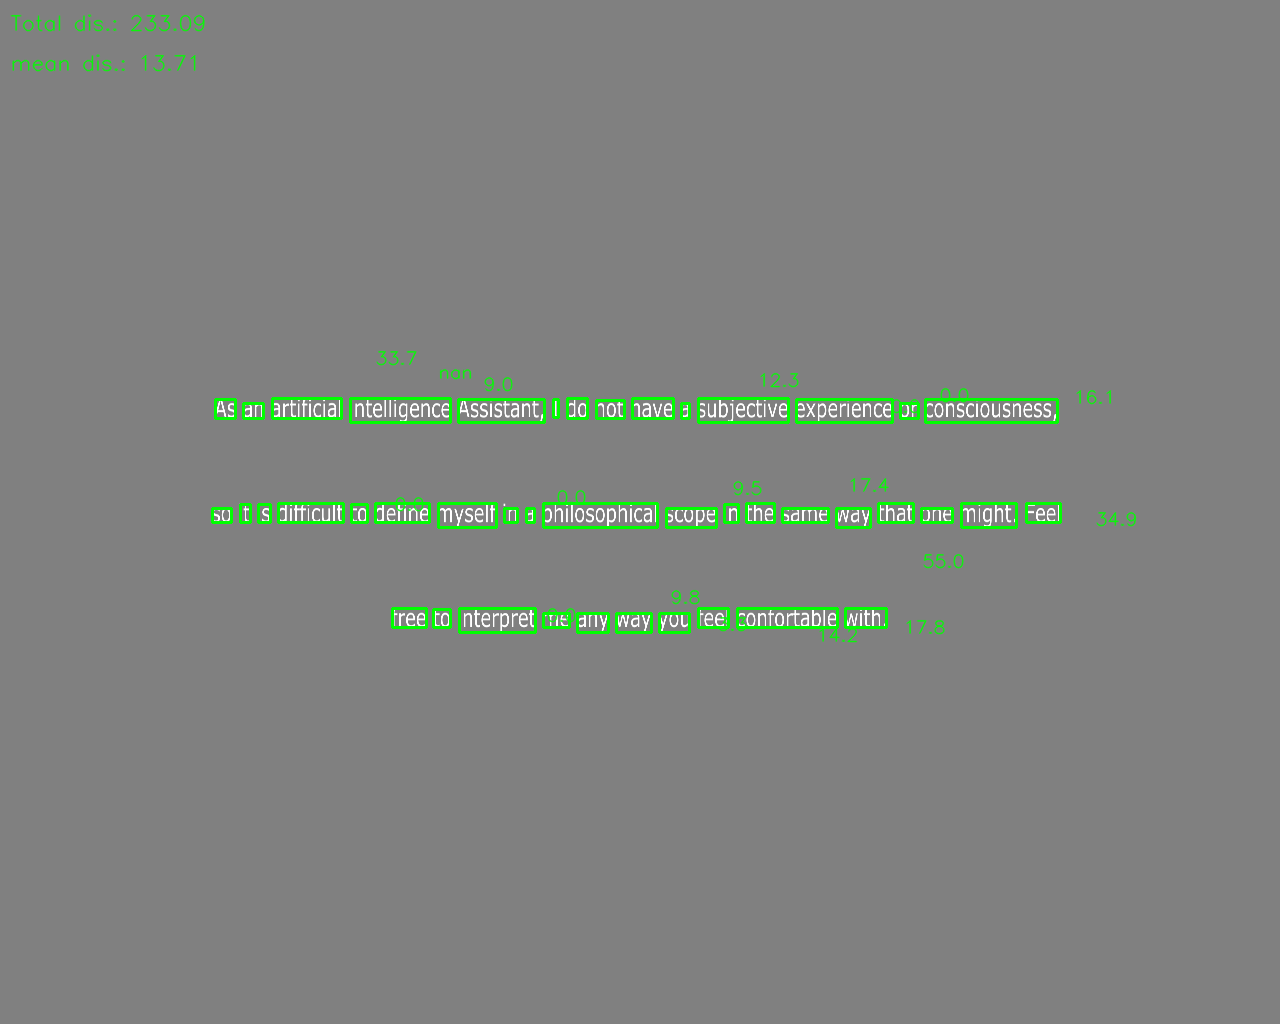 Total dis.: 233.09
mean dis.: 13.71
33.7
nan
9.0
12.3
0.0
16.1
As an artificial intelligence Assistant, I do not have a subjective experience or consciousness,
0.0
9.5
17.4
34.9
so it is difficult to define myself in a philosophical scope in the same way that one might. Feel
55.0
9.8
free to interpret me any way you feel confortable with.
14.2
17.8